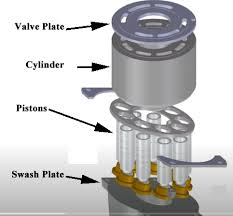 Valve Plate
Cylinder
Pistons
Swash Plate